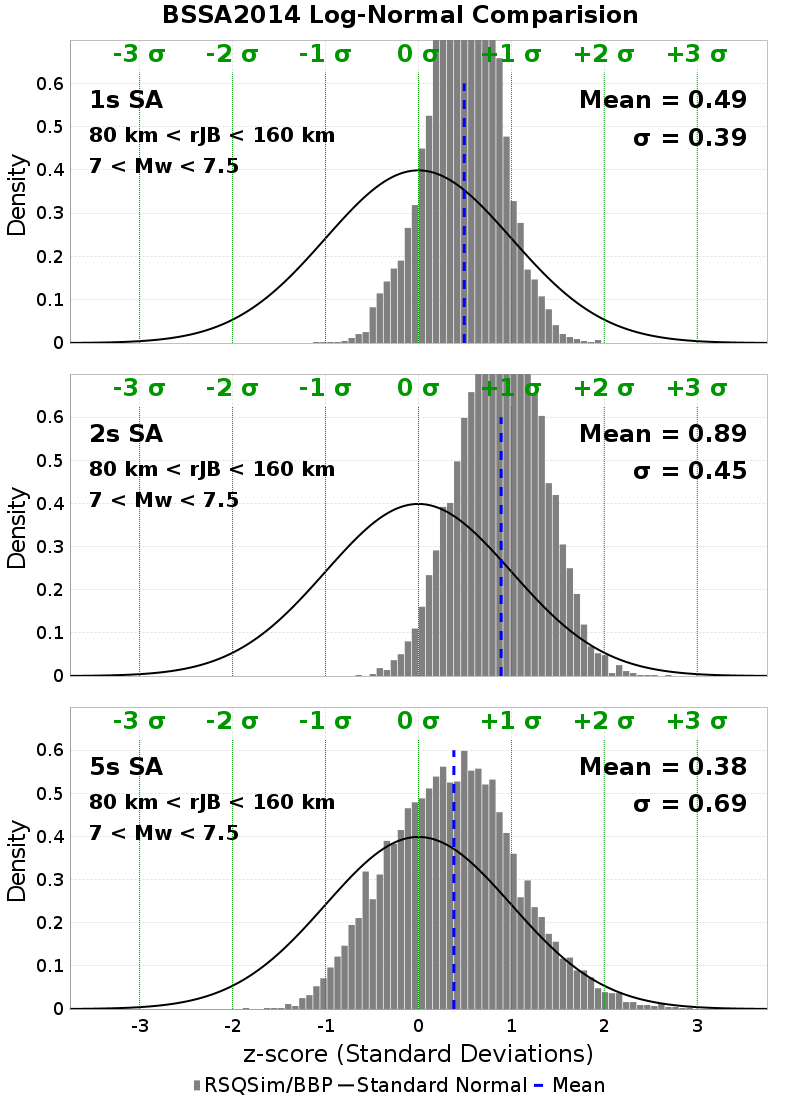 BSSA2014 Log-Normal Comparision
-3 σ -2 σ -1 σ 0 σ +1 σ +2 σ +3 σ
1s SA
80 km < rJB < 160 km
7 < Mw < 7.5
Mean = 0.49
σ = 0.39
Density
0.6
0.5
0.4
0.3
0.2
0.1
0
-3 σ -2 σ -1 σ 0 σ +1 σ +2 σ +3 σ
2s SA
80 km < rJB < 160 km
7 < Mw < 7.5
Mean = 0.89
σ = 0.45
Density
0.6
0.5
0.4
0.3
0.2
0.1
0
-3 σ -2 σ -1 σ 0 σ +1 σ +2 σ +3 σ
5s SA
80 km < rJB < 160 km
7 < Mw < 7.5
Mean = 0.38
σ = 0.69
Density
0.6
0.5
0.4
0.3
0.2
0.1
0
-3 -2 -1 0 1 2 3
z-score (Standard Deviations)
RSQSim/BBP Standard Normal Mean